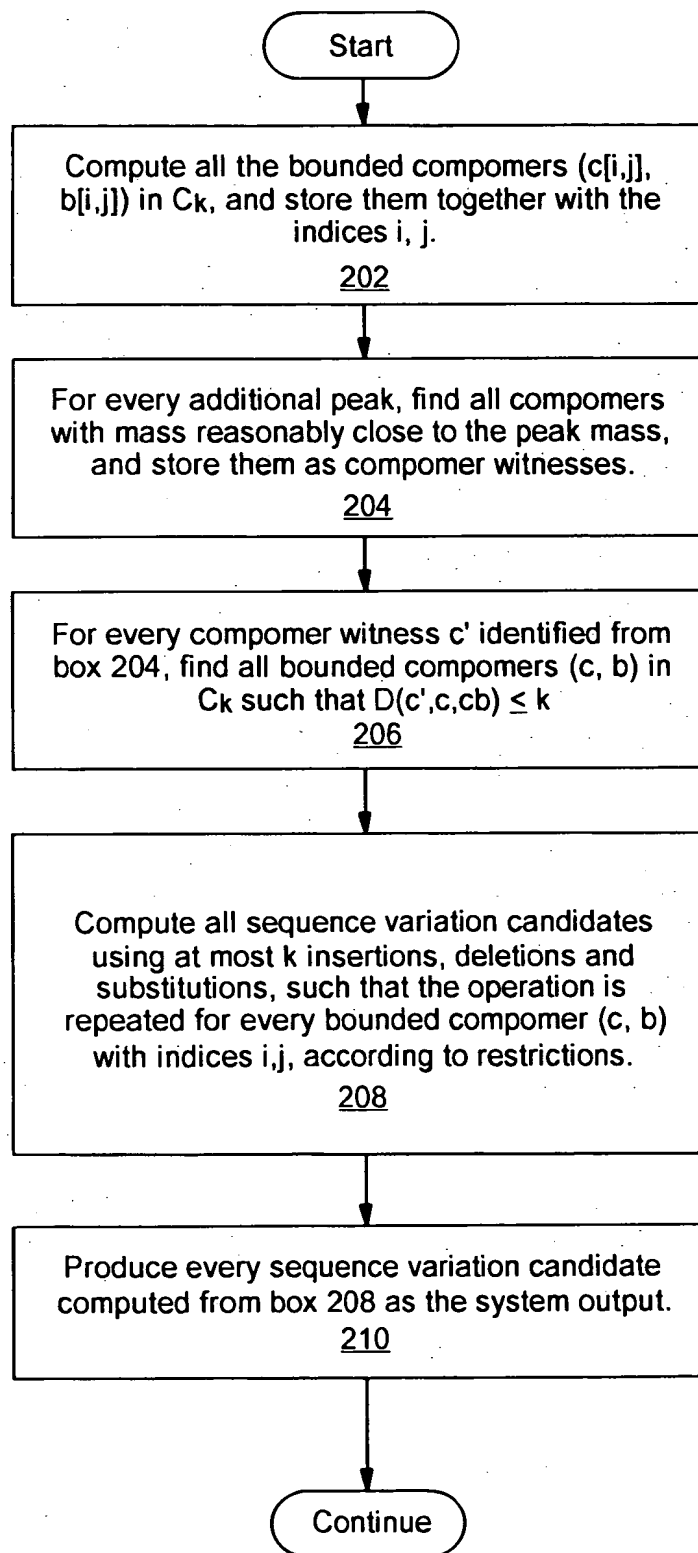 Start
Compute all the bounded compomers (c[i,j],
b[i,j]) in Ck, and store them together with the
indices i, j.
202
For every additional peak, find all compomers
with mass reasonably close to the peak mass,
and store them as compomer witnesses.
204
For every compomer witness c' identified from
box 204, find all bounded compomers (c, b) in
Ck such that D(c',c,cb) ≤ k
206
Compute all sequence variation candidates
using at most k insertions, deletions and
substitutions, such that the operation is
repeated for every bounded compomer (c, b)
with indices i,j, according to restrictions.
208
Produce every sequence variation candidate
computed from box 208 as the system output.
210
Continue